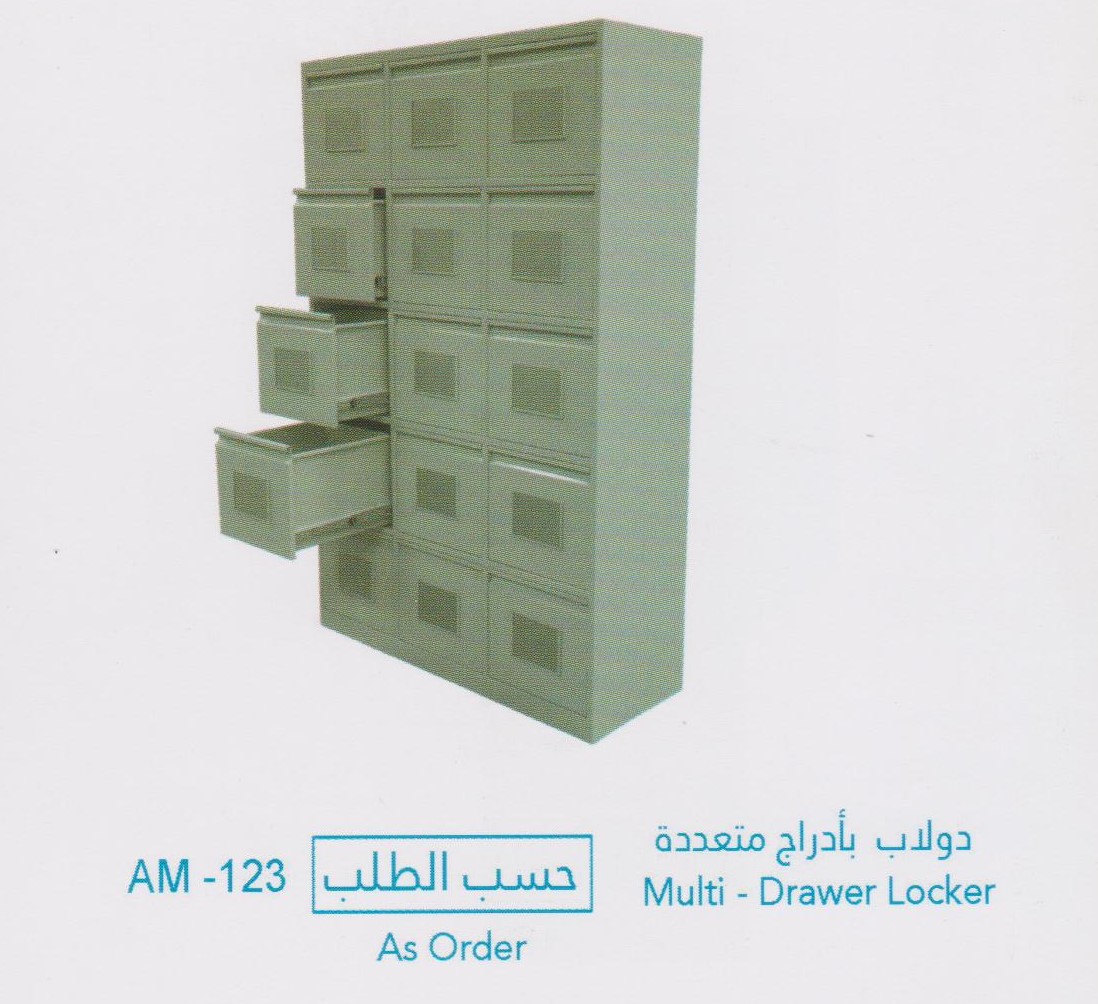 دولاب بأدراج متعددة
Multi - Drawer Locker
حسب الطلب
As Order
AM -123